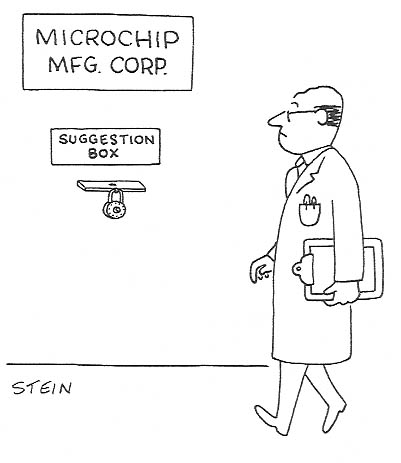 MICROCHIP
MFG. CORP.
SUGGESTION
BOX
STEIN